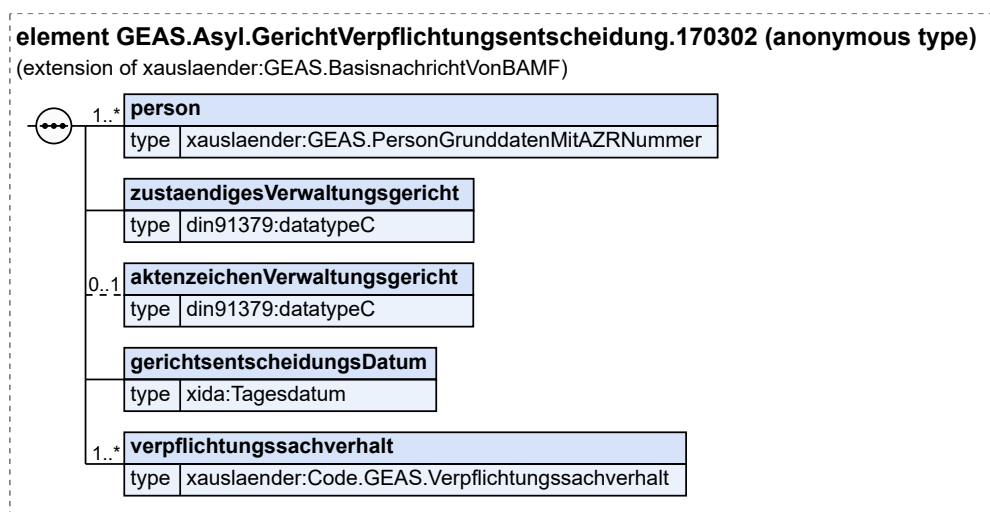 element GEAS.Asyl.GerichtVerpflichtungsentscheidung.170302 (anonymous type)
(extension of xauslaender:GEAS.BasisnachrichtVonBAMF)
1..* person
type xauslaender:GEAS.PersonGrunddatenMitAZRNummer
zustaendigesVerwaltungsgericht
type din91379:datatypeC
0..1 aktenzeichenVerwaltungsgericht
type din91379:datatypeC
gerichtsentscheidungsDatum
type xida:Tagesdatum
1..* verpflichtungssachverhalt
type xauslaender:Code.GEAS.Verpflichtungssachverhalt